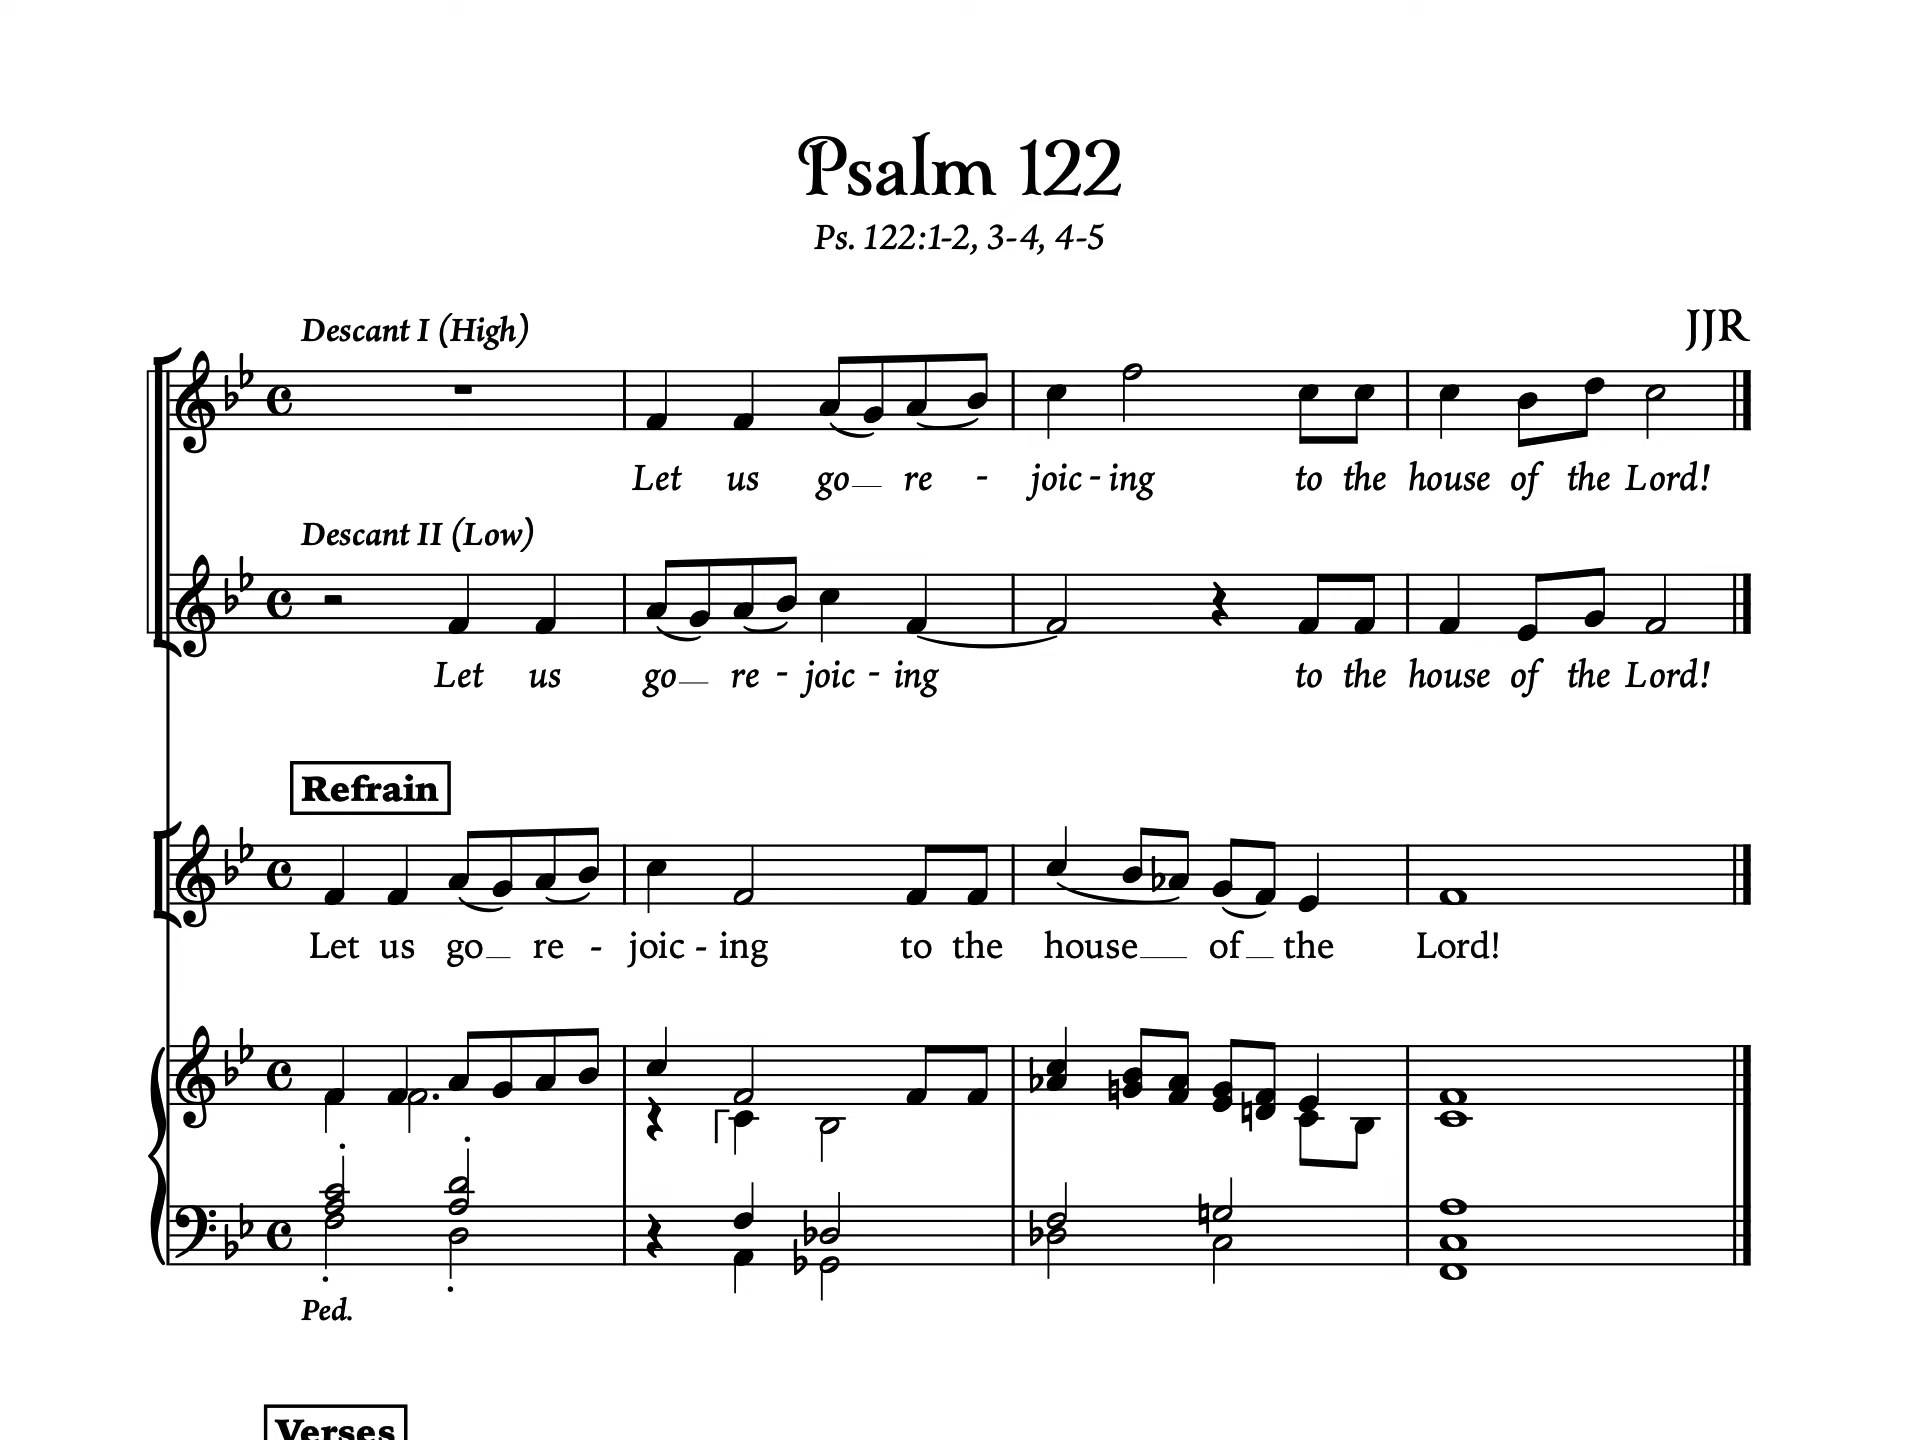 Psalm 122
Ps. 122:1-2, 3-4, 4-5
JJR
Descant I (High)
Let us go re - joic - ing to the house of the Lord!
Descant II (Low)
Let us go re - joic - ing to the house of the Lord!
Refrain
Let us go re - joic - ing to the house of the Lord!
Ped.
Verses